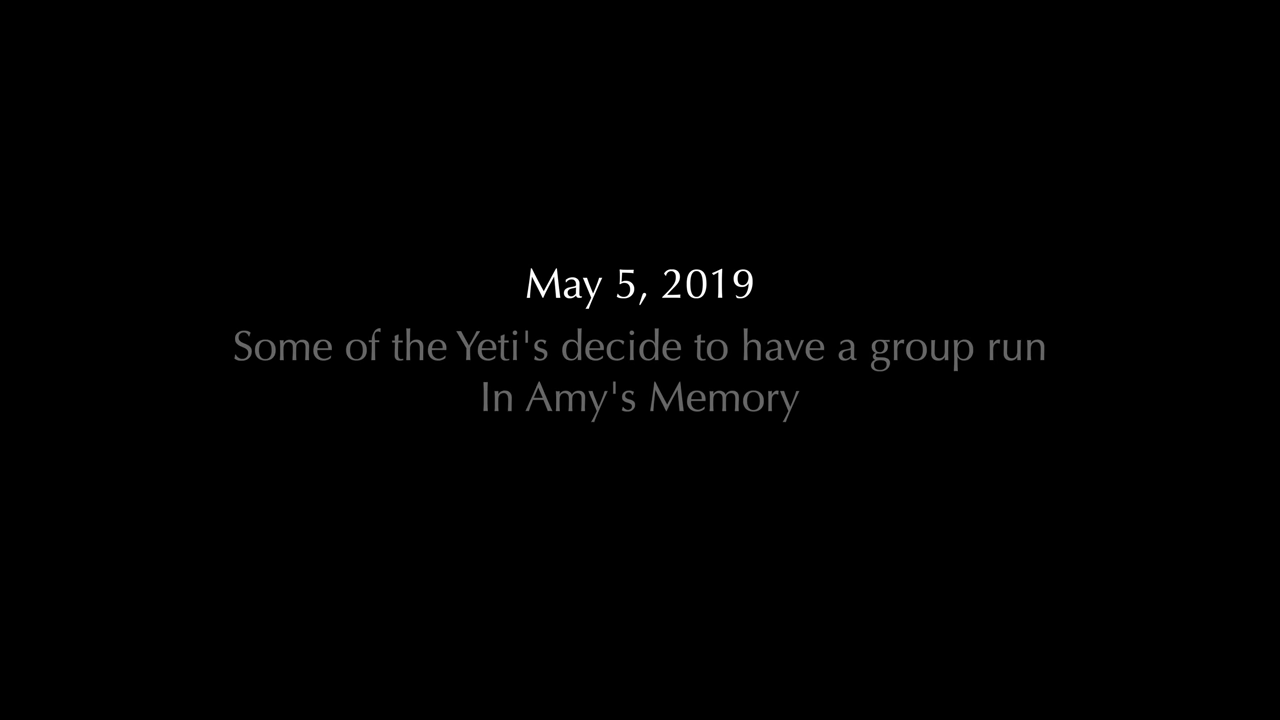 May 5, 2019
Some of the Yeti's decide to have a group run
In Amy's Memory